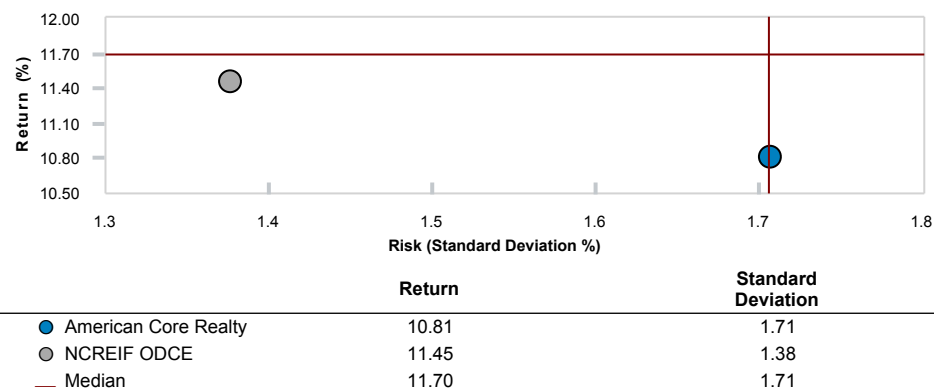 12.00
11.70
11.40
11.10
10.80
10.50
Return (%)
1.3 1.4 1.5 1.6 1.7 1.8
Risk (Standard Deviation %)
Return Standard Deviation
American Core Realty 10.81 1.71
NCREIF ODCE 11.45 1.38
Median 11.70 1.71